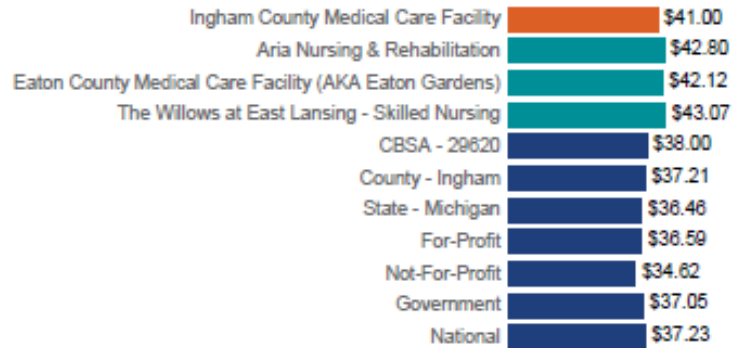 Ingham County Medical Care Facility $41.00
Aria Nursing & Rehabilitation $42.80
Eaton County Medical Care Facility (AKA Eaton Gardens) $42.12
The Willows at East Lansing - Skilled Nursing $43.07
CBSA - 29620 $38.00
County - Ingham $37.21
State - Michigan $36.46
For-Profit $36.59
Not-For-Profit $34.62
Government $37.05
National $37.23